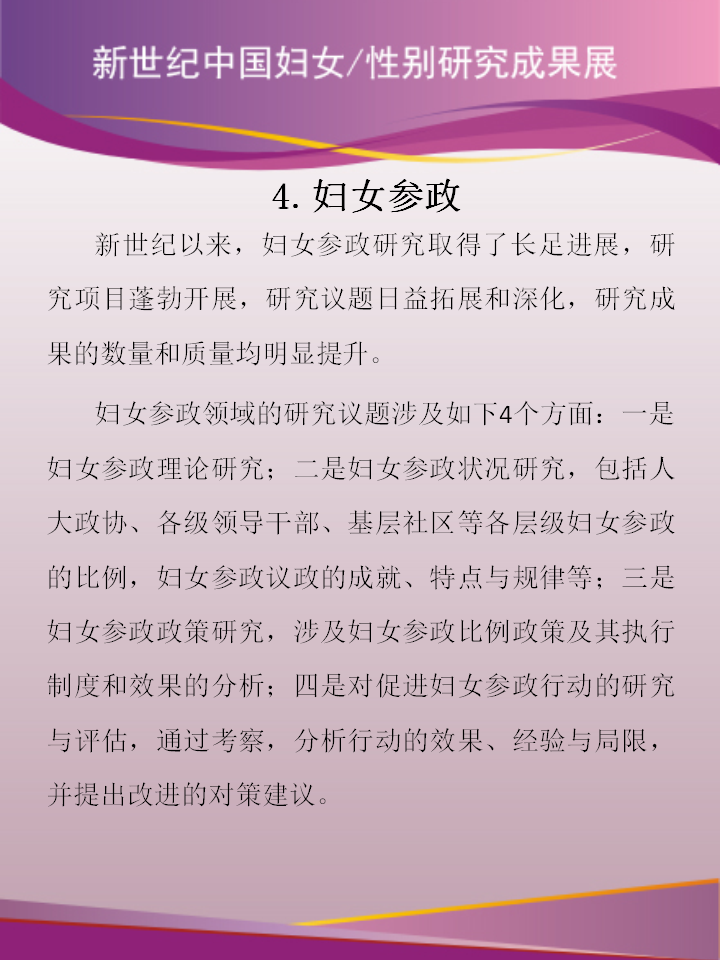 新世纪中国妇女/性别研究成果展
4.妇女参政
新世纪以来，妇女参政研究取得了长足进展，研
究项目蓬勃开展，研究议题日益拓展和深化，研究成
果的数量和质量均明显提升。
妇女参政领域的研究议题涉及如下4个方面：一是
妇女参政理论研究；二是妇女参政状况研究，包括人
大政协、各级领导干部、基层社区等各层级妇女参政
的比例，妇女参政议政的成就、特点与规律等；三是
妇女参政政策研究，涉及妇女参政比例政策及其执行
制度和效果的分析；四是对促进妇女参政行动的研究
与评估，通过考察，分析行动的效果、经验与局限，
并提出改进的对策建议。